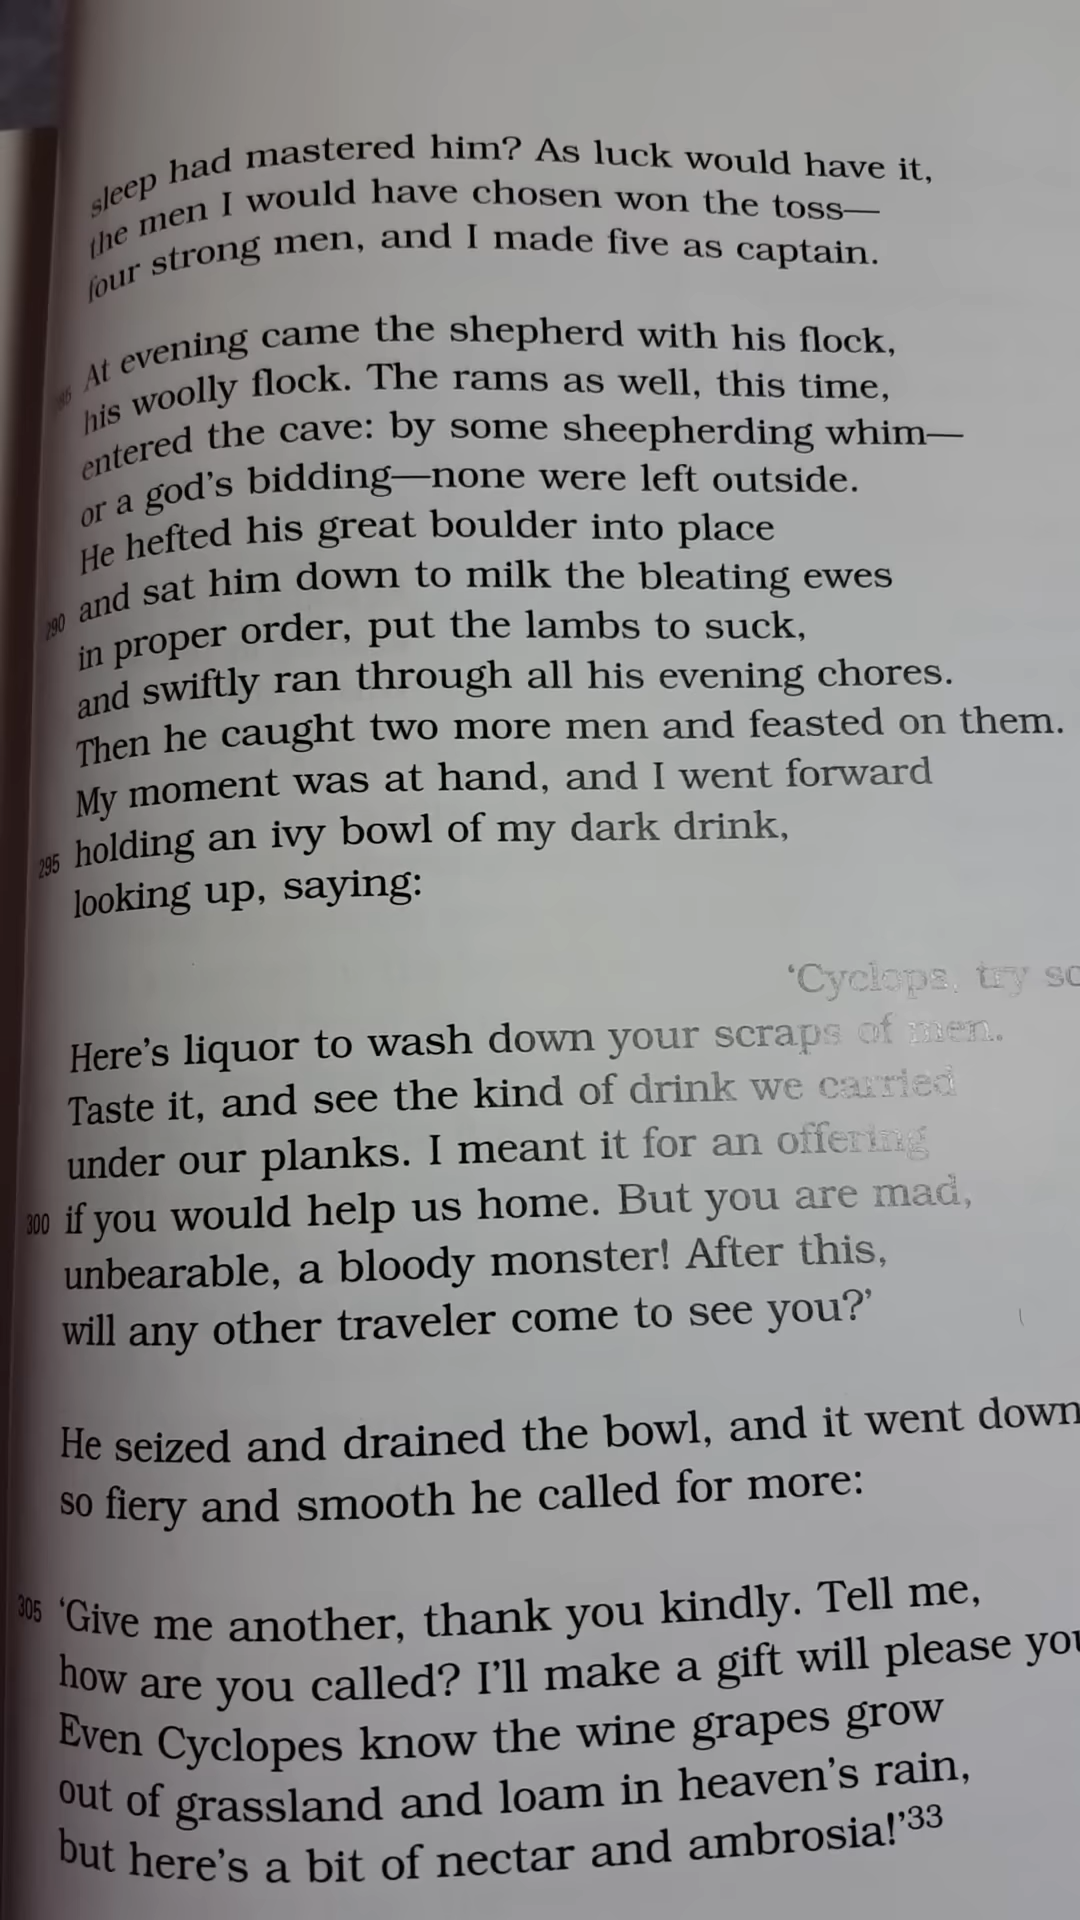 sleep had mastered him? As luck would have it,
the men I would have chosen won the toss—
four strong men, and I made five as captain.
At evening came the shepherd with his flock,
his woolly flock. The rams as well, this time,
entered the cave: by some sheepherding whim—
or a god's bidding—none were left outside.
He hefted his great boulder into place
and sat him down to milk the bleating ewes
290 in proper order, put the lambs to suck,
and swiftly ran through all his evening chores.
Then he caught two more men and feasted on them.
My moment was at hand, and I went forward
295 holding an ivy bowl of my dark drink,
looking up, saying:
‘Cyclops, try
Here's liquor to wash down your scraps of men.
Taste it, and see the kind of drink we carried
under our planks. I meant it for an offering
300 if you would help us home. But you are mad,
unbearable, a bloody monster! After this,
will any other traveler come to see you?’
He seized and drained the bowl, and it went down
so fiery and smooth he called for more:
305 ‘Give me another, thank you kindly. Tell me,
how are you called? I'll make a gift will please you
Even Cyclopes know the wine grapes grow
out of grassland and loam in heaven's rain,
but here's a bit of nectar and ambrosia!’33